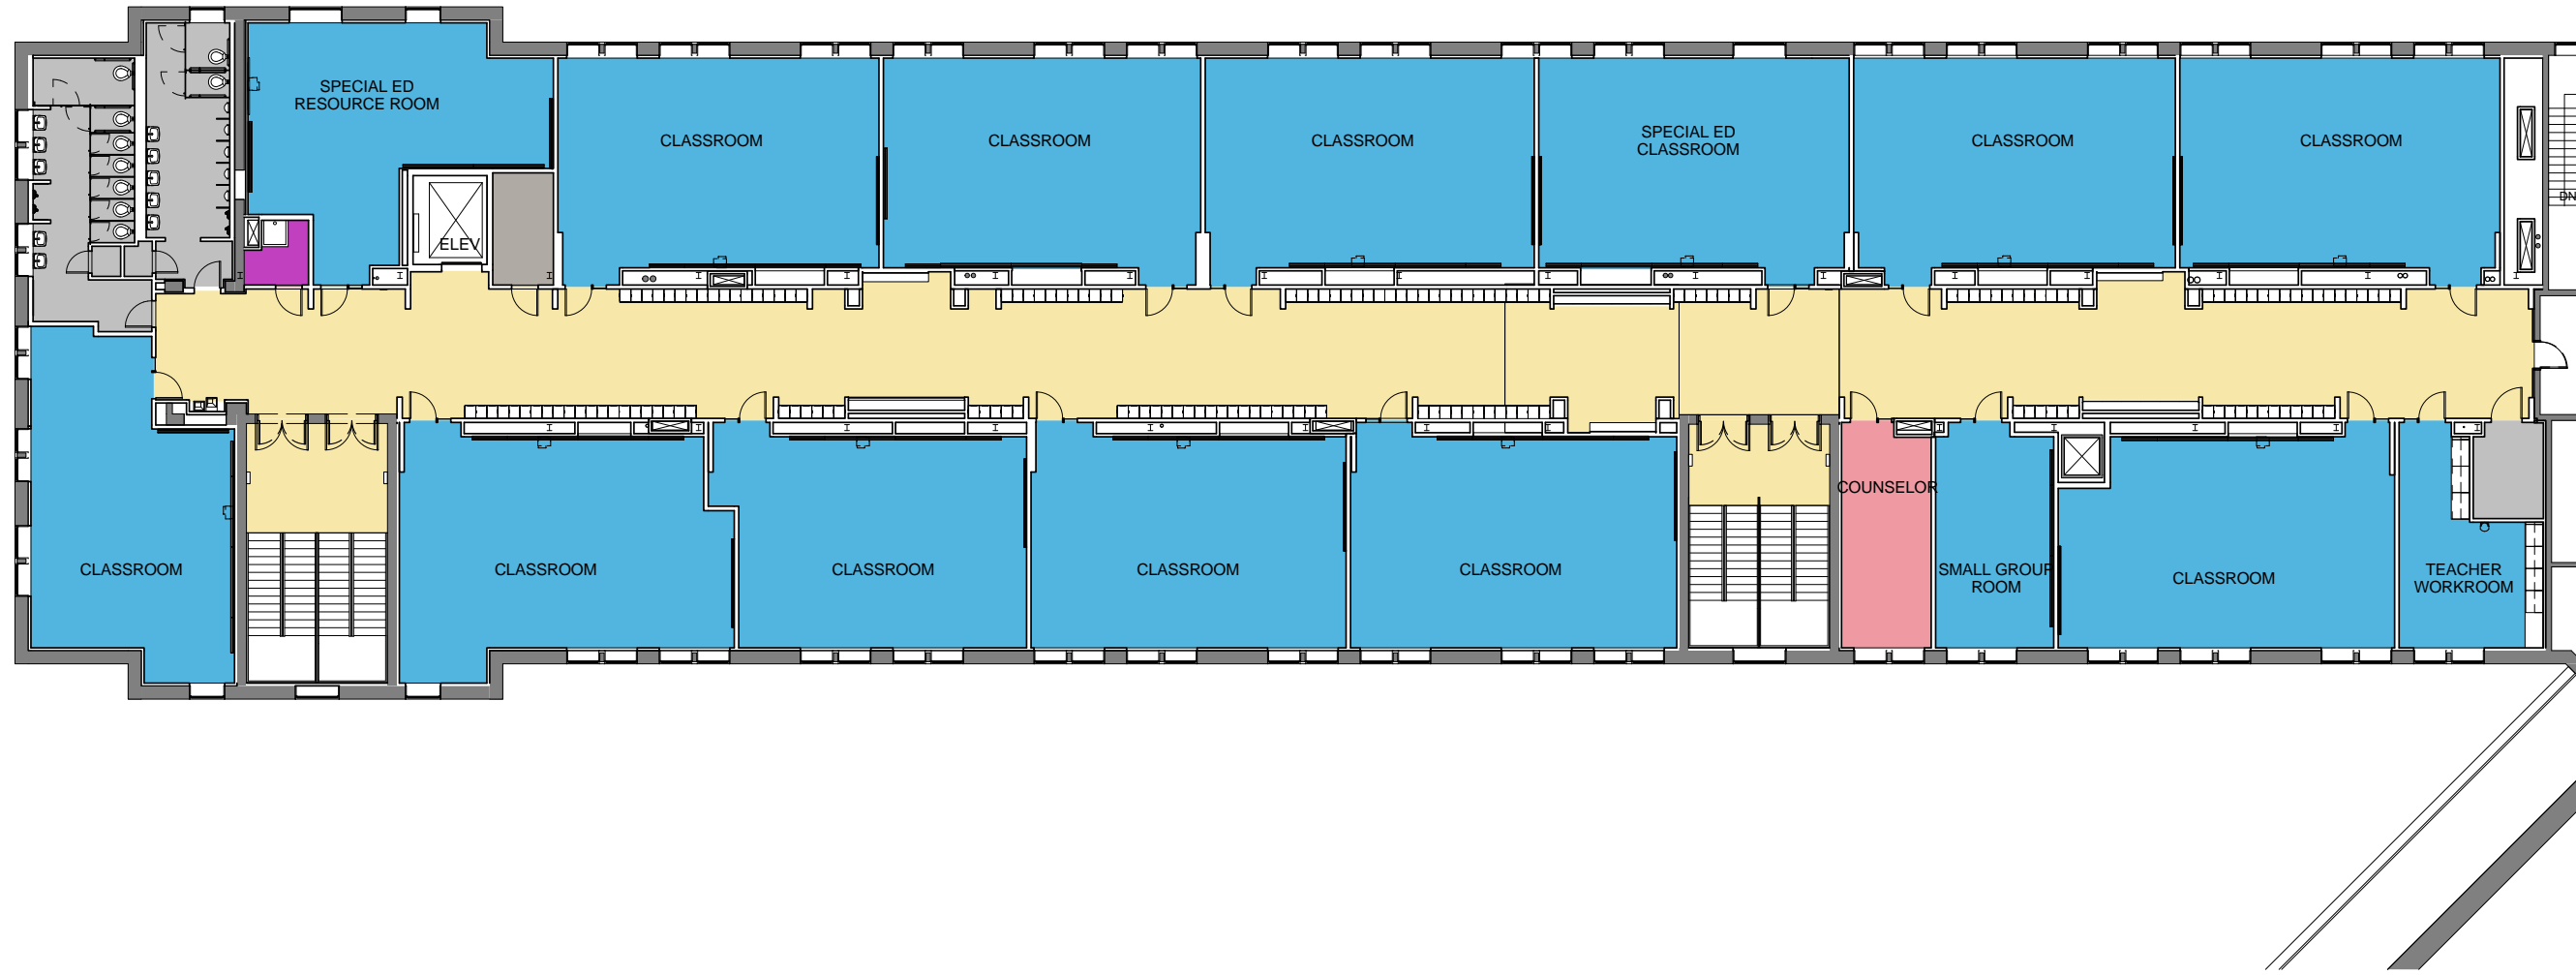 SPECIAL ED
RESOURCE ROOM
CLASSROOM
CLASSROOM
CLASSROOM
SPECIAL ED
CLASSROOM
CLASSROOM
CLASSROOM
DN
ELEV
COUNSELOR
CLASSROOM
CLASSROOM
CLASSROOM
CLASSROOM
CLASSROOM
SMALL GROUP
ROOM
CLASSROOM
TEACHER
WORKROOM